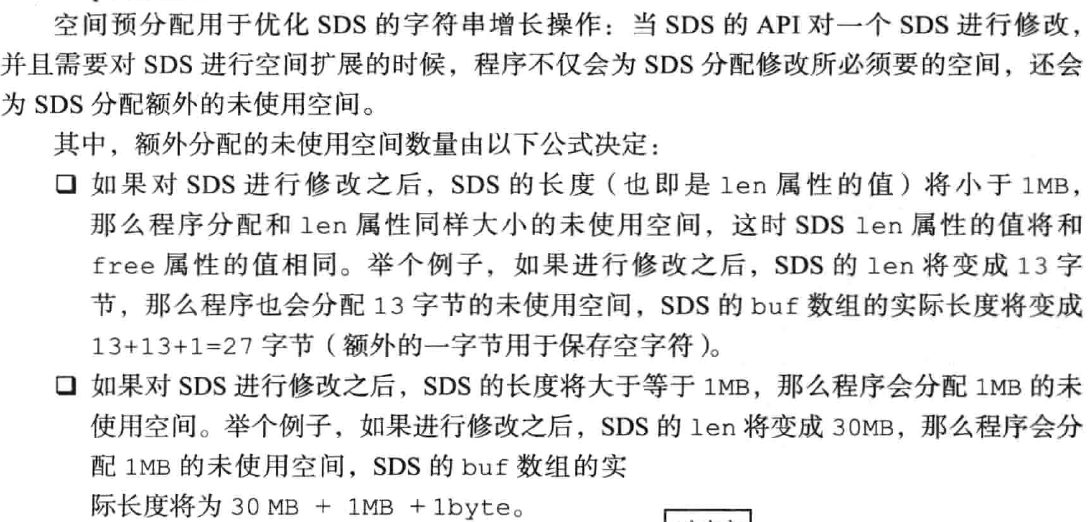 空间预分配用于优化 SDS 的字符串增长操作：当 SDS 的 API 对一个 SDS 进行修改，
并且需要对 SDS 进行空间扩展的时候，程序不仅会为 SDS 分配修改所必须要的空间，还会
为 SDS 分配额外的未使用空间。
其中，额外分配的未使用空间数量由以下公式决定：
❑ 如果对 SDS 进行修改之后，SDS 的长度（也即是 len 属性的值）将小于 1MB，
那么程序分配和 len 属性同样大小的未使用空间，这时 SDS len 属性的值将和
free 属性的值相同。举个例子，如果进行修改之后，SDS 的 len 将变成 13 字
节，那么程序也会分配 13 字节的未使用空间，SDS 的 buf 数组的实际长度将变成
13+13+1=27 字节（额外的一字节用于保存空字符）。
❑ 如果对 SDS 进行修改之后，SDS 的长度将大于等于 1MB，那么程序会分配 1MB 的未
使用空间。举个例子，如果进行修改之后，SDS 的 len 将变成 30MB，那么程序会分
配 1MB 的未使用空间，SDS 的 buf 数组的实
际长度将为 30 MB + 1MB +1byte。